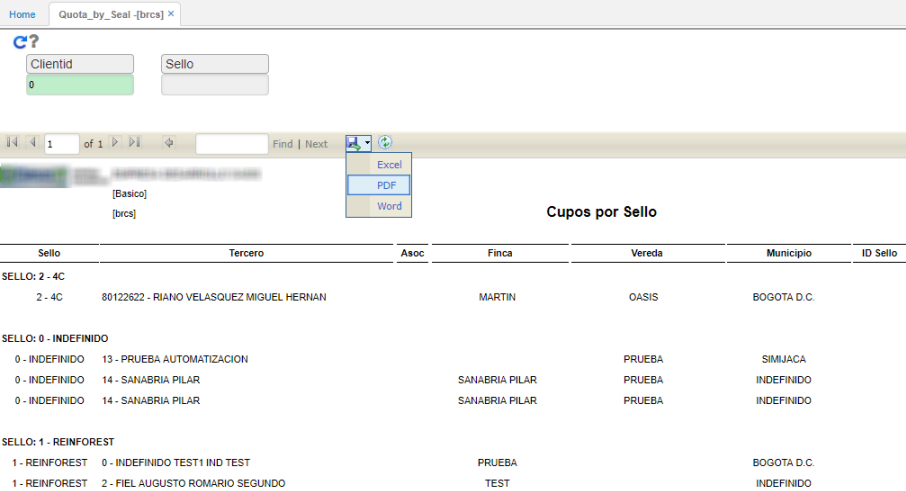 Home Quota_by_Seal -[brcs] ×
?
Clientid Sello
0
1 of 1 Find | Next
Excel
PDF
Word
[Basico]
[brcs]
Cupos por Sello
Sello Tercero Asoc Finca Vereda Municipio ID Sello
SELLO: 2 - 4C
2 - 4C 80122622 - RIANO VELASQUEZ MIGUEL HERNAN MARTIN OASIS BOGOTA D.C.
SELLO: 0 - INDEFINIDO
0 - INDEFINIDO 13 - PRUEBA AUTOMATIZACION PRUEBA SIMIJACA
0 - INDEFINIDO 14 - SANABRIA PILAR SANABRIA PILAR PRUEBA INDEFINIDO
0 - INDEFINIDO 14 - SANABRIA PILAR SANABRIA PILAR PRUEBA INDEFINIDO
SELLO: 1 - REINFOREST
1 - REINFOREST 0 - INDEFINIDO TEST1 IND TEST PRUEBA BOGOTA D.C.
1 - REINFOREST 2 - FIEL AUGUSTO ROMARIO SEGUNDO TEST INDEFINIDO